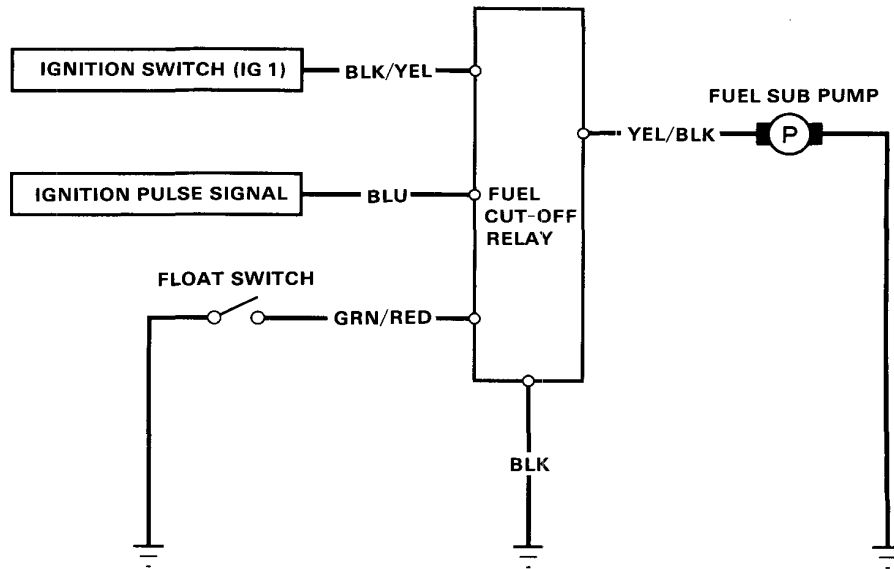 IGNITION SWITCH (IG 1)
BLK/YEL
FUEL SUB PUMP
YEL/BLK
P
IGNITION PULSE SIGNAL
BLU
FUEL
CUT-OFF
RELAY
FLOAT SWITCH
GRN/RED
BLK